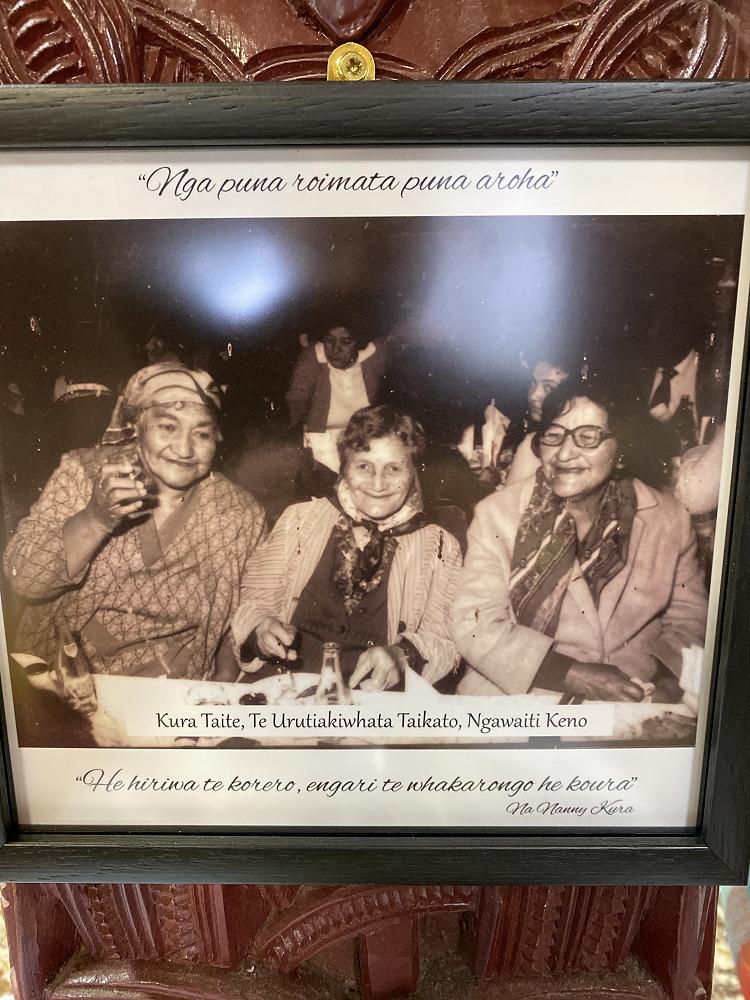 “Nga puna roimata puna aroha”
Kura Taite, Te Urutiakiwhata Taikato, Ngawaiti Keno
“He hiriwa te korero, engari te whakarongo he koura”
Na Nanny Kura